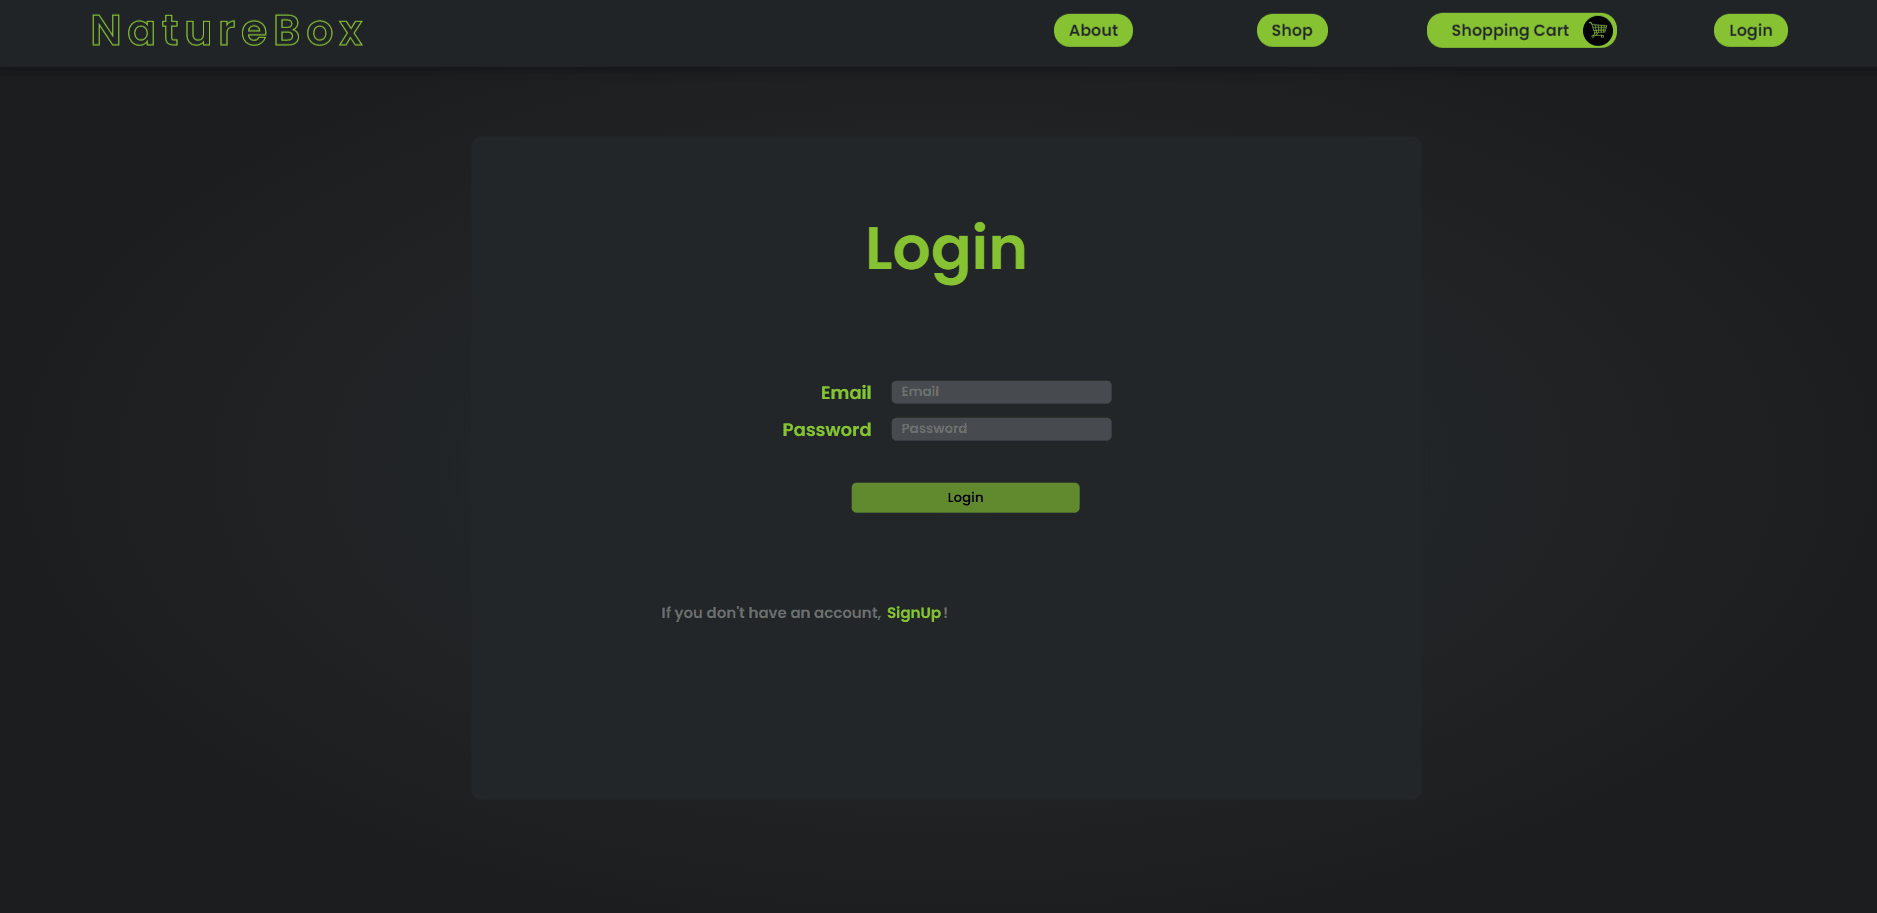 NatureBox About Shop Shopping Cart Login
Login
Email Email
Password Password
Login
If you don't have an account, SignUp!